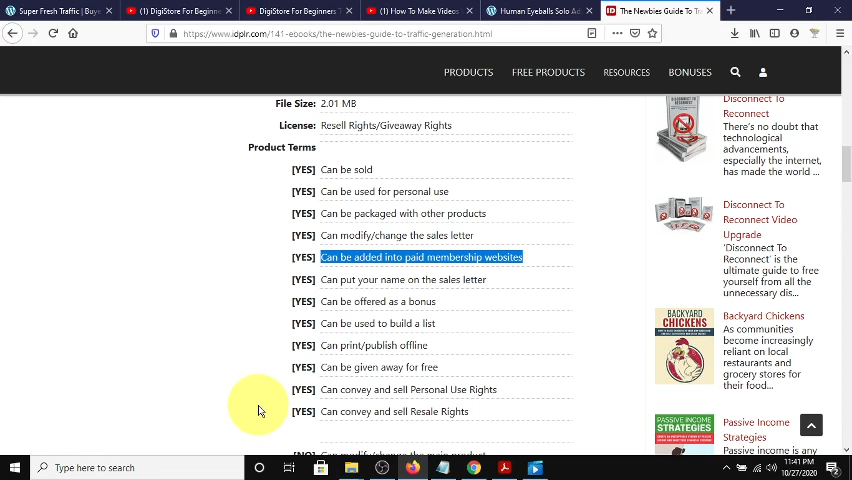 Super Fresh Traffic | Buye
(1) DigiStore For Beginne
DigiStore For Beginners T
(1) How To Make Videos
Human Eyeballs Solo Ad
The Newbies Guide To Tra
https://www.idplr.com/141-ebooks/the-newbies-guide-to-traffic-generation.html
PRODUCTS
FREE PRODUCTS
RESOURCES
BONUSES
File Size: 2.01 MB
License: Resell Rights/Giveaway Rights
Product Terms
[YES] Can be sold
[YES] Can be used for personal use
[YES] Can be packaged with other products
[YES] Can modify/change the sales letter
[YES] Can be added into paid membership websites
[YES] Can put your name on the sales letter
[YES] Can be offered as a bonus
[YES] Can be used to build a list
[YES] Can print/publish offline
[YES] Can be given away for free
[YES] Can convey and sell Personal Use Rights
[YES] Can convey and sell Resale Rights
[NO] Can modify/change the main product
Disconnect To
Reconnect
There's no doubt that
technological
advancements,
especially the internet,
has made the world ...
Disconnect To
Reconnect Video
Upgrade
'Disconnect To
Reconnect' is the
ultimate guide to free
yourself from all the
unnecessary dis...
BACKYARD
CHICKENS
Backyard Chickens
As communities
become increasingly
reliant on local
restaurants and
grocery stores for
their food...
PASSIVE INCOME
STRATEGIES
Passive Income
Strategies
Passive income is any
Type here to search
11:41 PM
10/27/2020
2